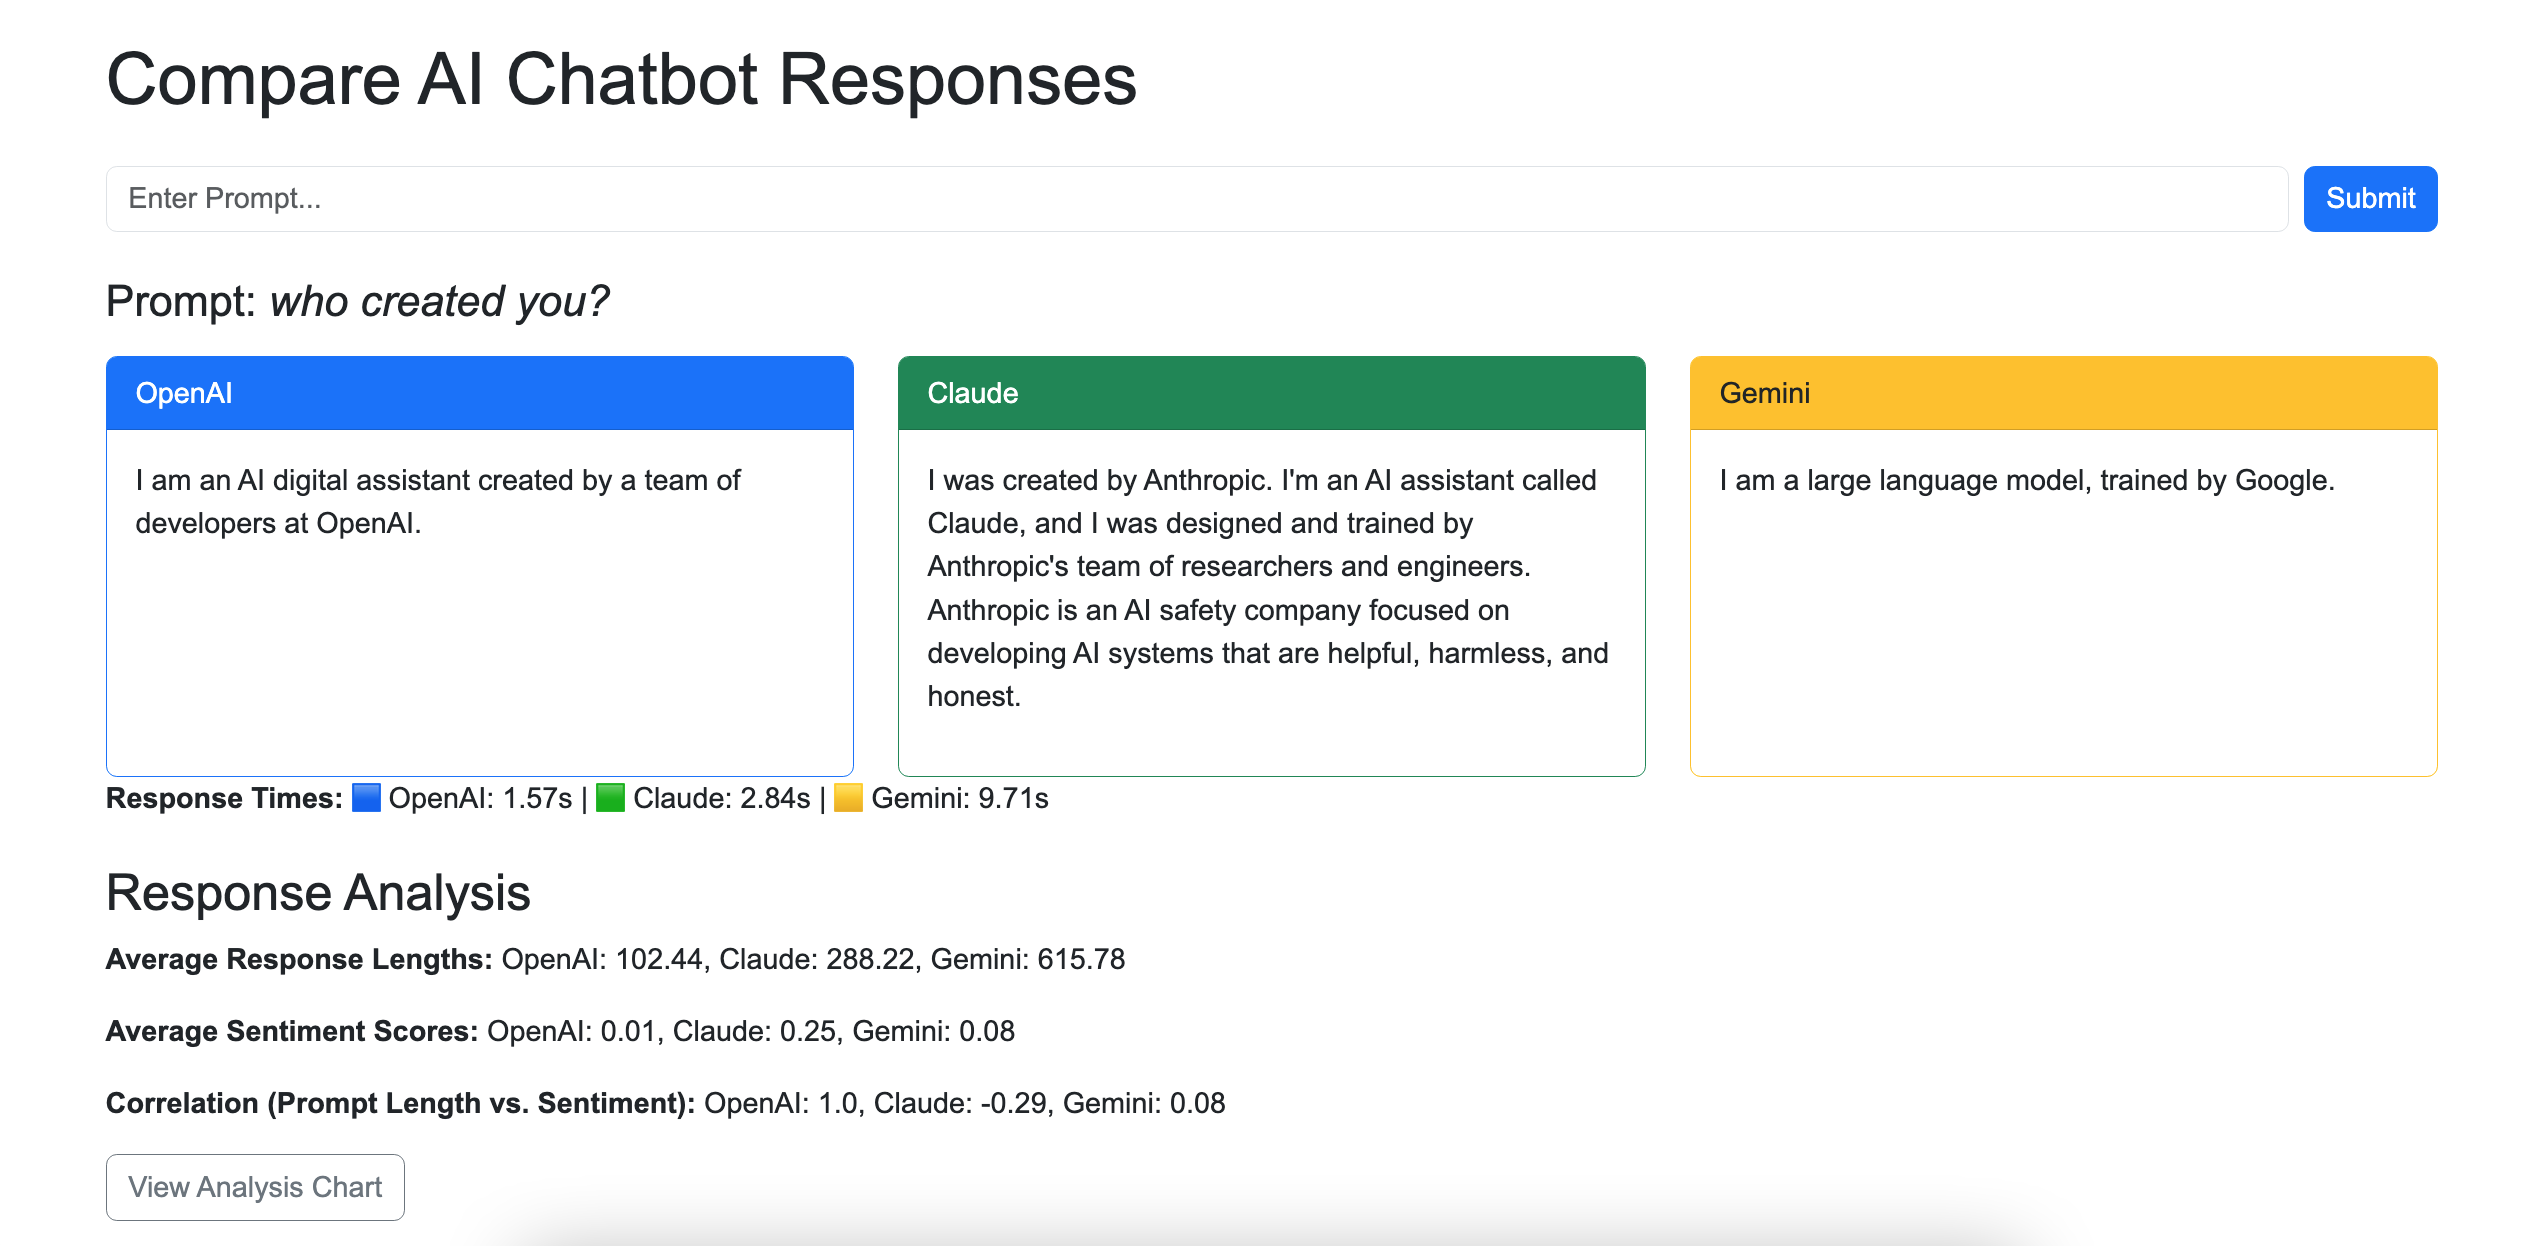 Compare AI Chatbot Responses
Enter Prompt...
Submit
Prompt: who created you?
OpenAI
I am an AI digital assistant created by a team of
developers at OpenAI.
Claude
I was created by Anthropic. I'm an AI assistant called
Claude, and I was designed and trained by
Anthropic's team of researchers and engineers.
Anthropic is an AI safety company focused on
developing AI systems that are helpful, harmless, and
honest.
Gemini
I am a large language model, trained by Google.
Response Times: 🟦 OpenAI: 1.57s | 🟩 Claude: 2.84s | 🟨 Gemini: 9.71s
Response Analysis
Average Response Lengths: OpenAI: 102.44, Claude: 288.22, Gemini: 615.78
Average Sentiment Scores: OpenAI: 0.01, Claude: 0.25, Gemini: 0.08
Correlation (Prompt Length vs. Sentiment): OpenAI: 1.0, Claude: -0.29, Gemini: 0.08
View Analysis Chart